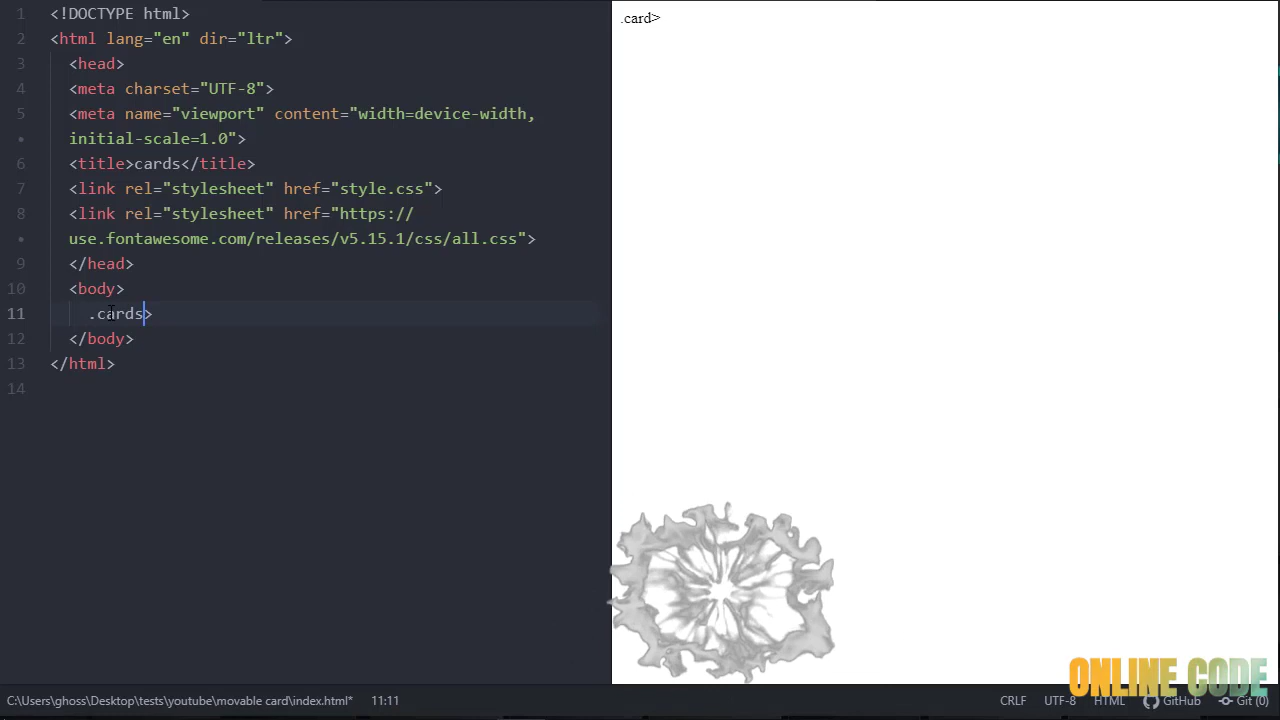 1 <!DOCTYPE html>
2 <html lang="en" dir="ltr">
3 <head>
4 <meta charset="UTF-8">
5 <meta name="viewport" content="width=device-width,
• initial-scale=1.0">
6 <title>cards</title>
7 <link rel="stylesheet" href="style.css">
8 <link rel="stylesheet" href="https://
• use.fontawesome.com/releases/v5.15.1/css/all.css">
9 </head>
10 <body>
11 .cards>
12 </body>
13 </html>
14
.card>
ONLINE CODE
C:\Users\ghoss\Desktop\tests\youtube\movable card\index.html* 11:11 CRLF UTF-8 HTML GitHub Git (0)